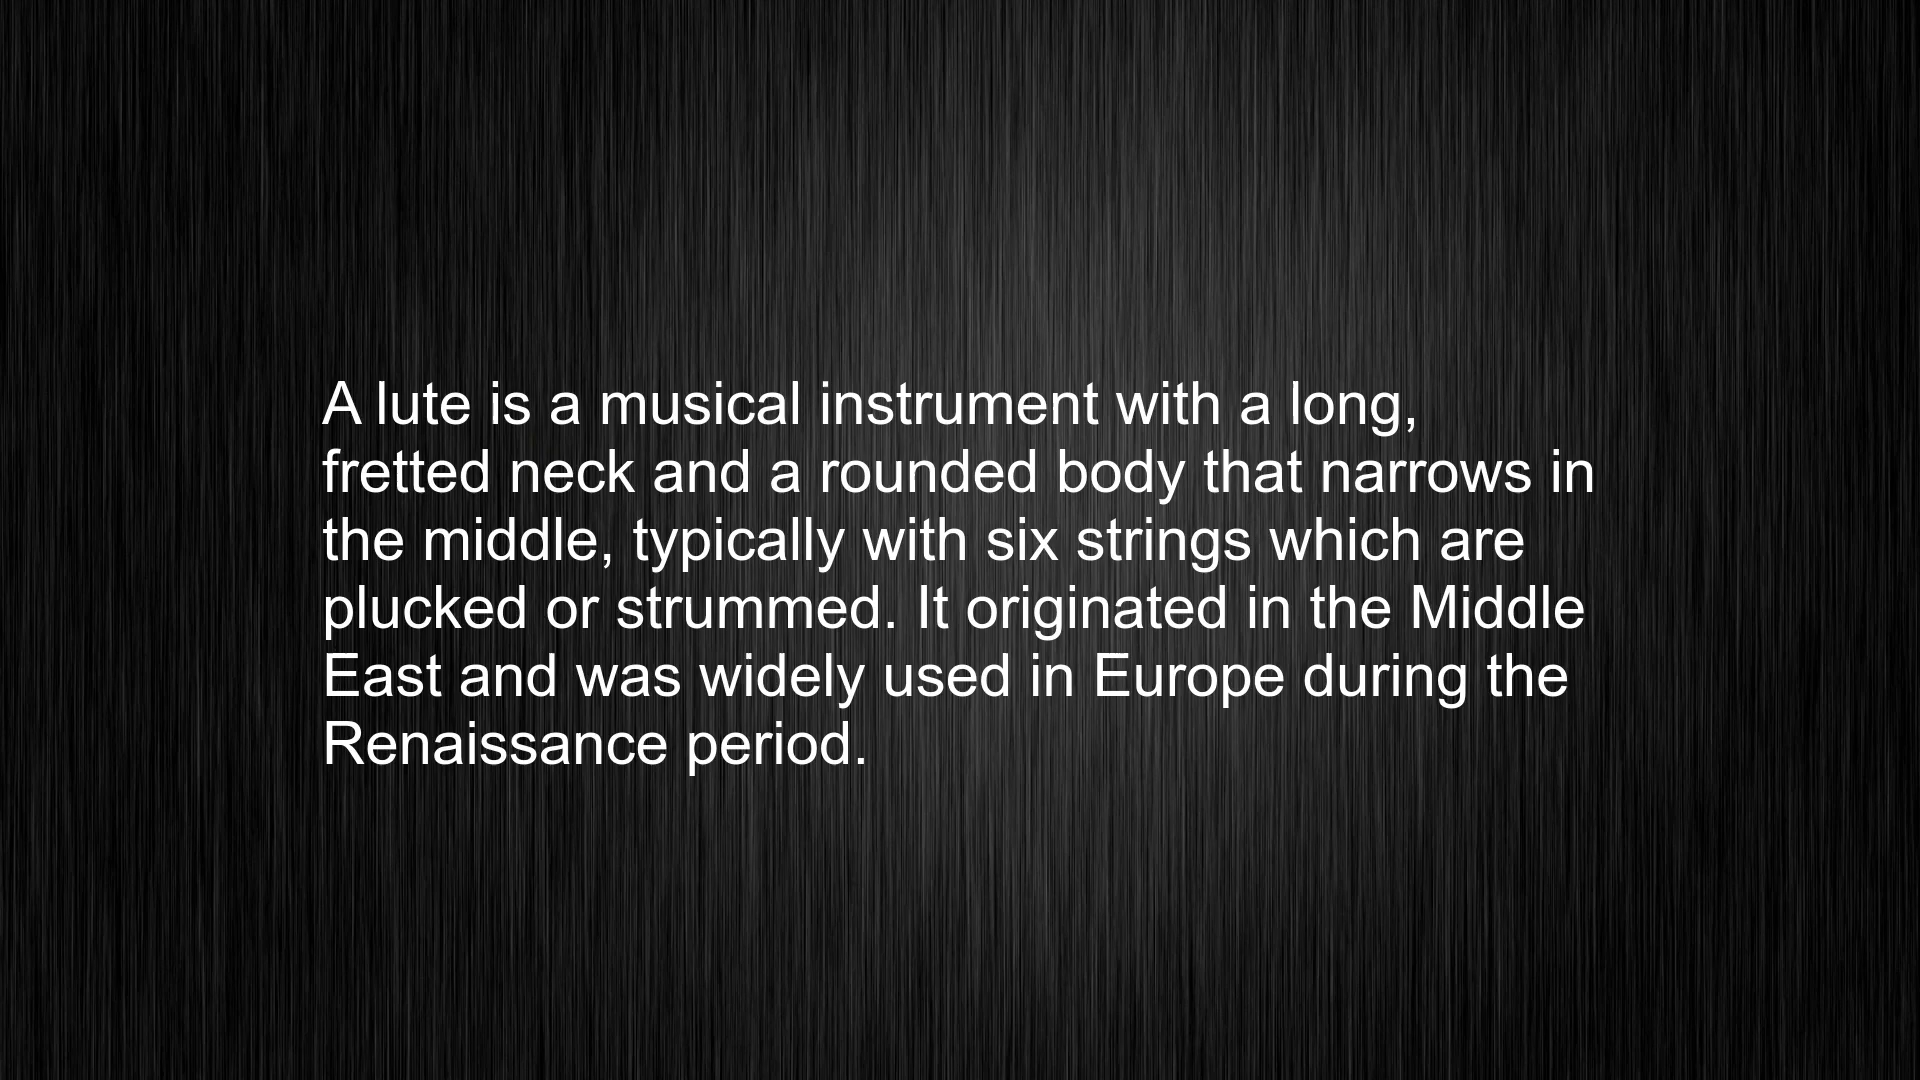 A lute is a musical instrument with a long,
fretted neck and a rounded body that narrows in
the middle, typically with six strings which are
plucked or strummed. It originated in the Middle
East and was widely used in Europe during the
Renaissance period.